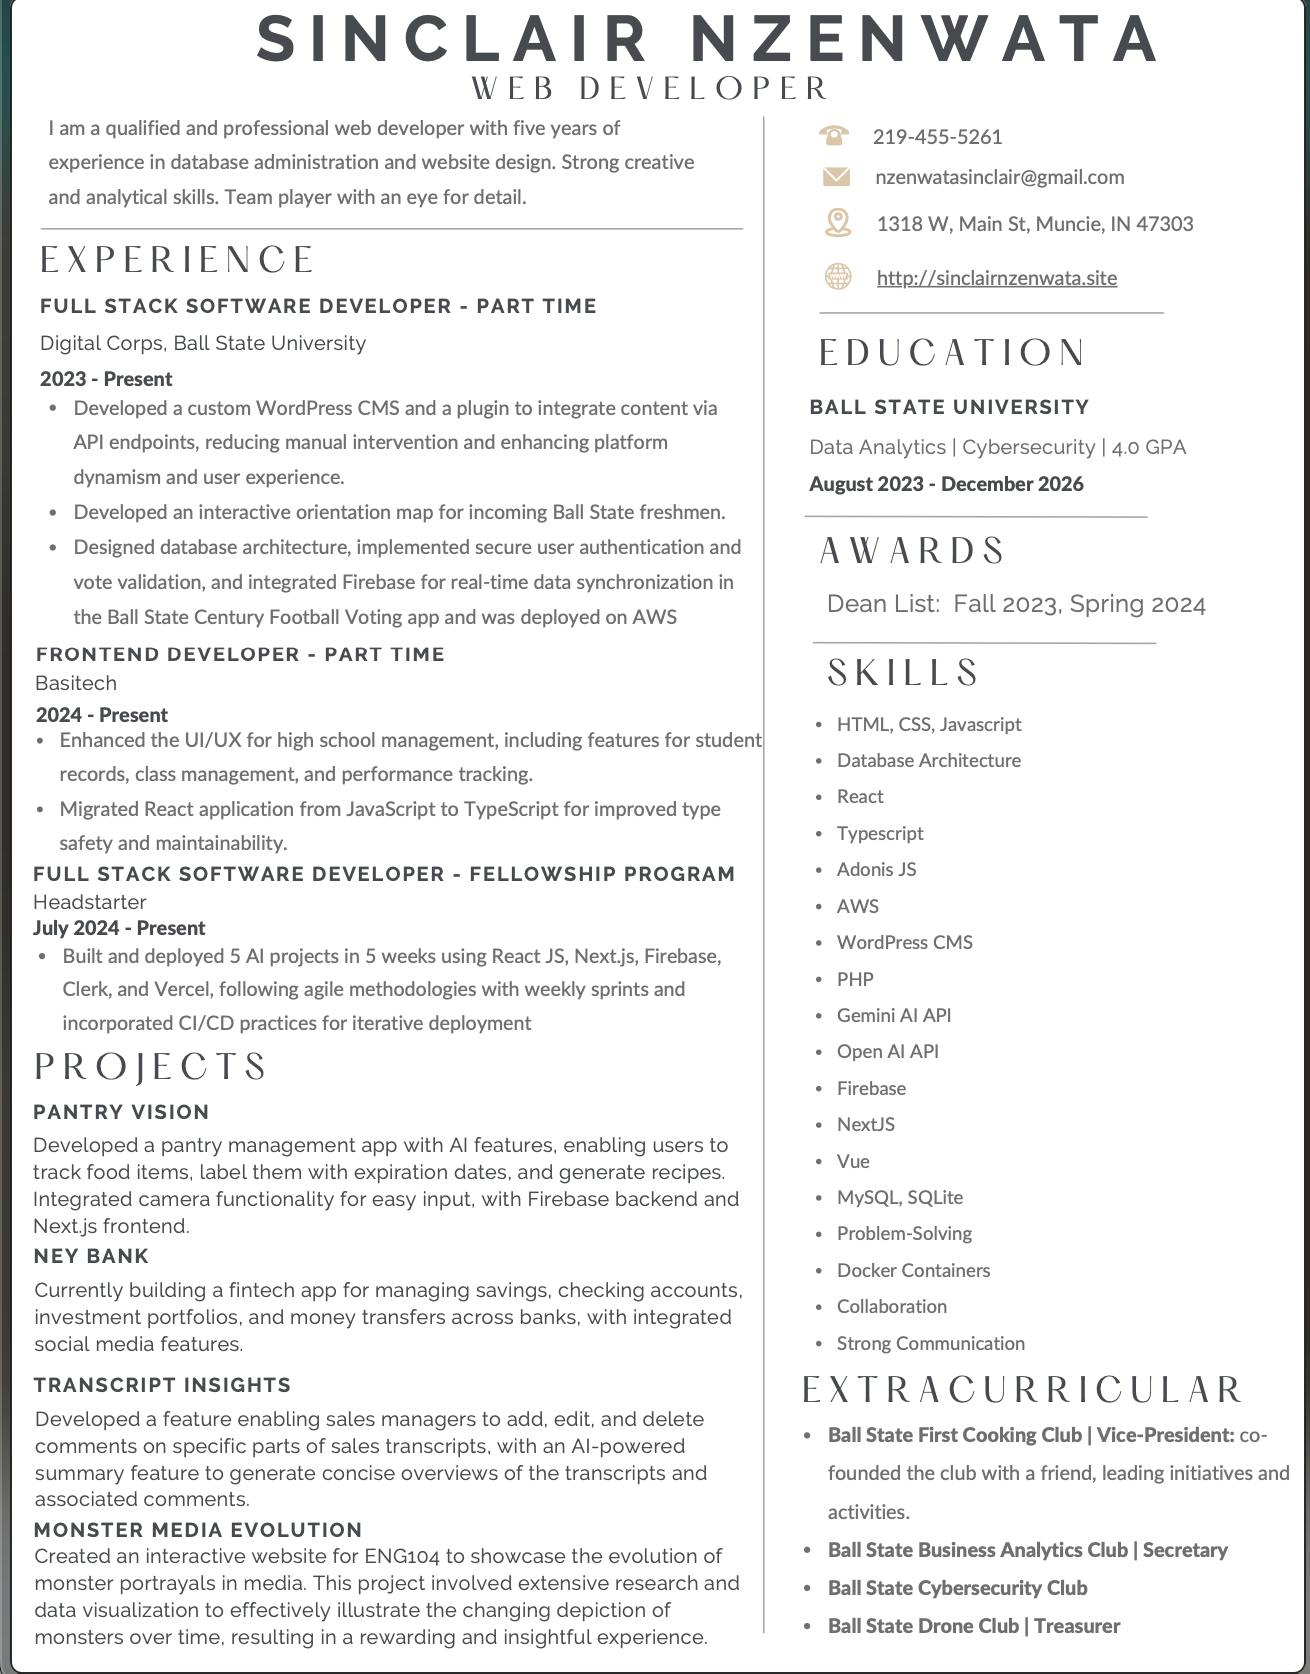 SINCLAIR NZENWATA
WEB DEVELOPER
I am a qualified and professional web developer with five years of
experience in database administration and website design. Strong creative
and analytical skills. Team player with an eye for detail.
EXPERIENCE
FULL STACK SOFTWARE DEVELOPER - PART TIME
Digital Corps, Ball State University
2023 - Present
• Developed a custom WordPress CMS and a plugin to integrate content via
API endpoints, reducing manual intervention and enhancing platform
dynamism and user experience.
• Developed an interactive orientation map for incoming Ball State freshmen.
• Designed database architecture, implemented secure user authentication and
vote validation, and integrated Firebase for real-time data synchronization in
the Ball State Century Football Voting app and was deployed on AWS
FRONTEND DEVELOPER - PART TIME
Basitech
2024 - Present
• Enhanced the UI/UX for high school management, including features for student
records, class management, and performance tracking.
• Migrated React application from JavaScript to TypeScript for improved type
safety and maintainability.
FULL STACK SOFTWARE DEVELOPER - FELLOWSHIP PROGRAM
Headstarter
July 2024 - Present
• Built and deployed 5 AI projects in 5 weeks using React JS, Next.js, Firebase,
Clerk, and Vercel, following agile methodologies with weekly sprints and
incorporated CI/CD practices for iterative deployment
PROJECTS
PANTRY VISION
Developed a pantry management app with AI features, enabling users to
track food items, label them with expiration dates, and generate recipes.
Integrated camera functionality for easy input, with Firebase backend and
Next.js frontend.
NEY BANK
Currently building a fintech app for managing savings, checking accounts,
investment portfolios, and money transfers across banks, with integrated
social media features.
TRANSCRIPT INSIGHTS
Developed a feature enabling sales managers to add, edit, and delete
comments on specific parts of sales transcripts, with an AI-powered
summary feature to generate concise overviews of the transcripts and
associated comments.
MONSTER MEDIA EVOLUTION
Created an interactive website for ENG104 to showcase the evolution of
monster portrayals in media. This project involved extensive research and
data visualization to effectively illustrate the changing depiction of
monsters over time, resulting in a rewarding and insightful experience.
219-455-5261
nzenwatasinclair@gmail.com
1318 W, Main St, Muncie, IN 47303
http://sinclairnzenwata.site
EDUCATION
BALL STATE UNIVERSITY
Data Analytics | Cybersecurity | 4.0 GPA
August 2023 - December 2026
AWARDS
Dean List: Fall 2023, Spring 2024
SKILLS
• HTML, CSS, Javascript
• Database Architecture
• React
• Typescript
• Adonis JS
• AWS
• WordPress CMS
• PHP
• Gemini AI API
• Open AI API
• Firebase
• NextJS
• Vue
• MySQL, SQLite
• Problem-Solving
• Docker Containers
• Collaboration
• Strong Communication
EXTRACURRICULAR
• Ball State First Cooking Club | Vice-President: co-
founded the club with a friend, leading initiatives and
activities.
• Ball State Business Analytics Club | Secretary
• Ball State Cybersecurity Club
• Ball State Drone Club | Treasurer